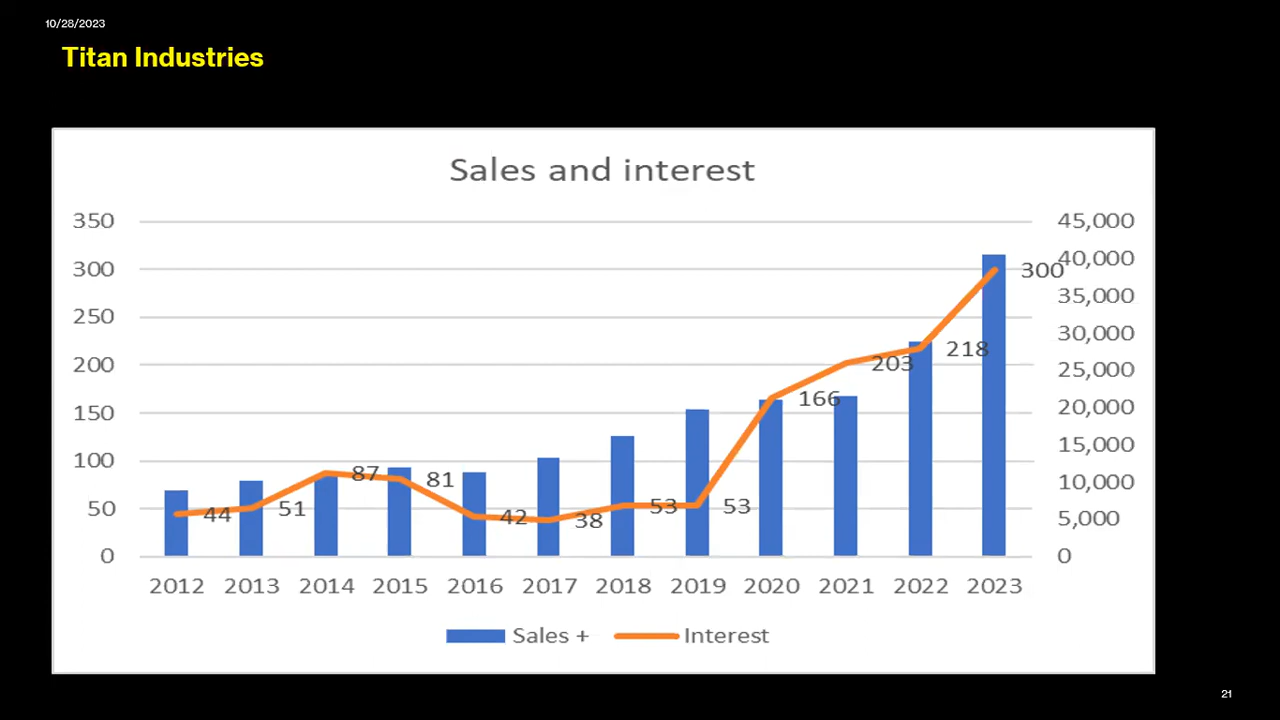 10/28/2023
Titan Industries
Sales and interest
350 45,000
300 300 40,000
250 35,000
200 30,000
150 25,000
100 20,000
50 15,000
0 10,000
5,000
0
44 51 87 81 42 38 53 53 166 203 218
2012 2013 2014 2015 2016 2017 2018 2019 2020 2021 2022 2023
Sales + Interest
21